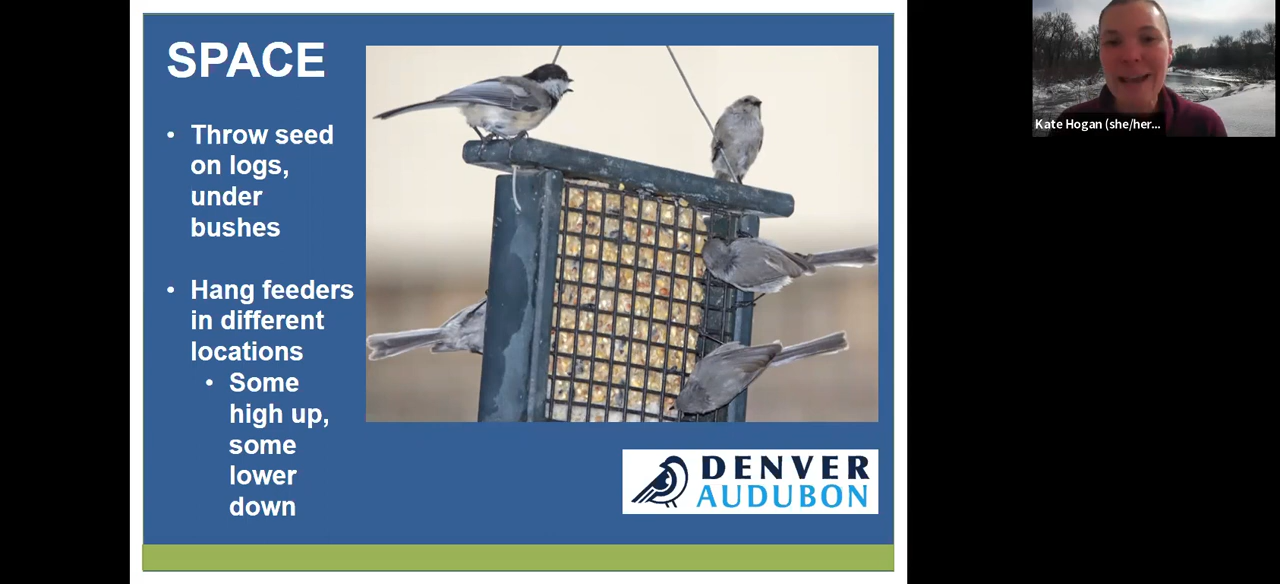 SPACE
• Throw seed
on logs,
under
bushes
• Hang feeders
in different
locations
• Some
high up,
some
lower
down
DENVER
AUDUBON
Kate Hogan (she/her...